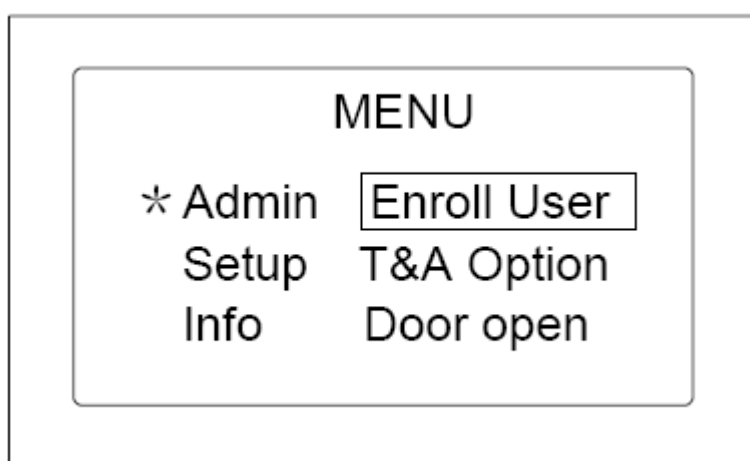 MENU
* Admin Enroll User
Setup T&A Option
Info Door open